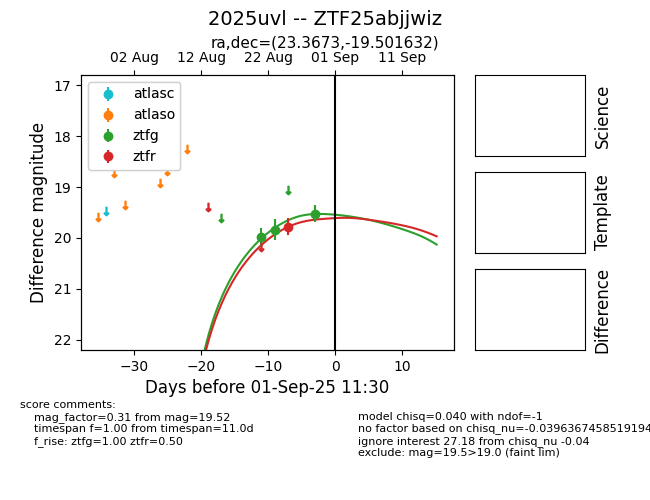 2025uvl -- ZTF25abjjwiz
ra,dec=(23.3673,-19.501632)
02 Aug 12 Aug 22 Aug 01 Sep 11 Sep
17
18
19
20
21
22
Difference magnitude
atlasc
atlaso
ztfg
ztfr
−30 −20 −10 0 10
Days before 01-Sep-25 11:30
Science
Template
Difference
score comments:
mag_factor=0.31 from mag=19.52
timespan f=1.00 from timespan=11.0d
f_rise: ztfg=1.00 ztfr=0.50
model chisq=0.040 with ndof=-1
no factor based on chisq_nu=-0.0396367458519194
ignore interest 27.18 from chisq_nu -0.04
exclude: mag=19.5>19.0 (faint lim)